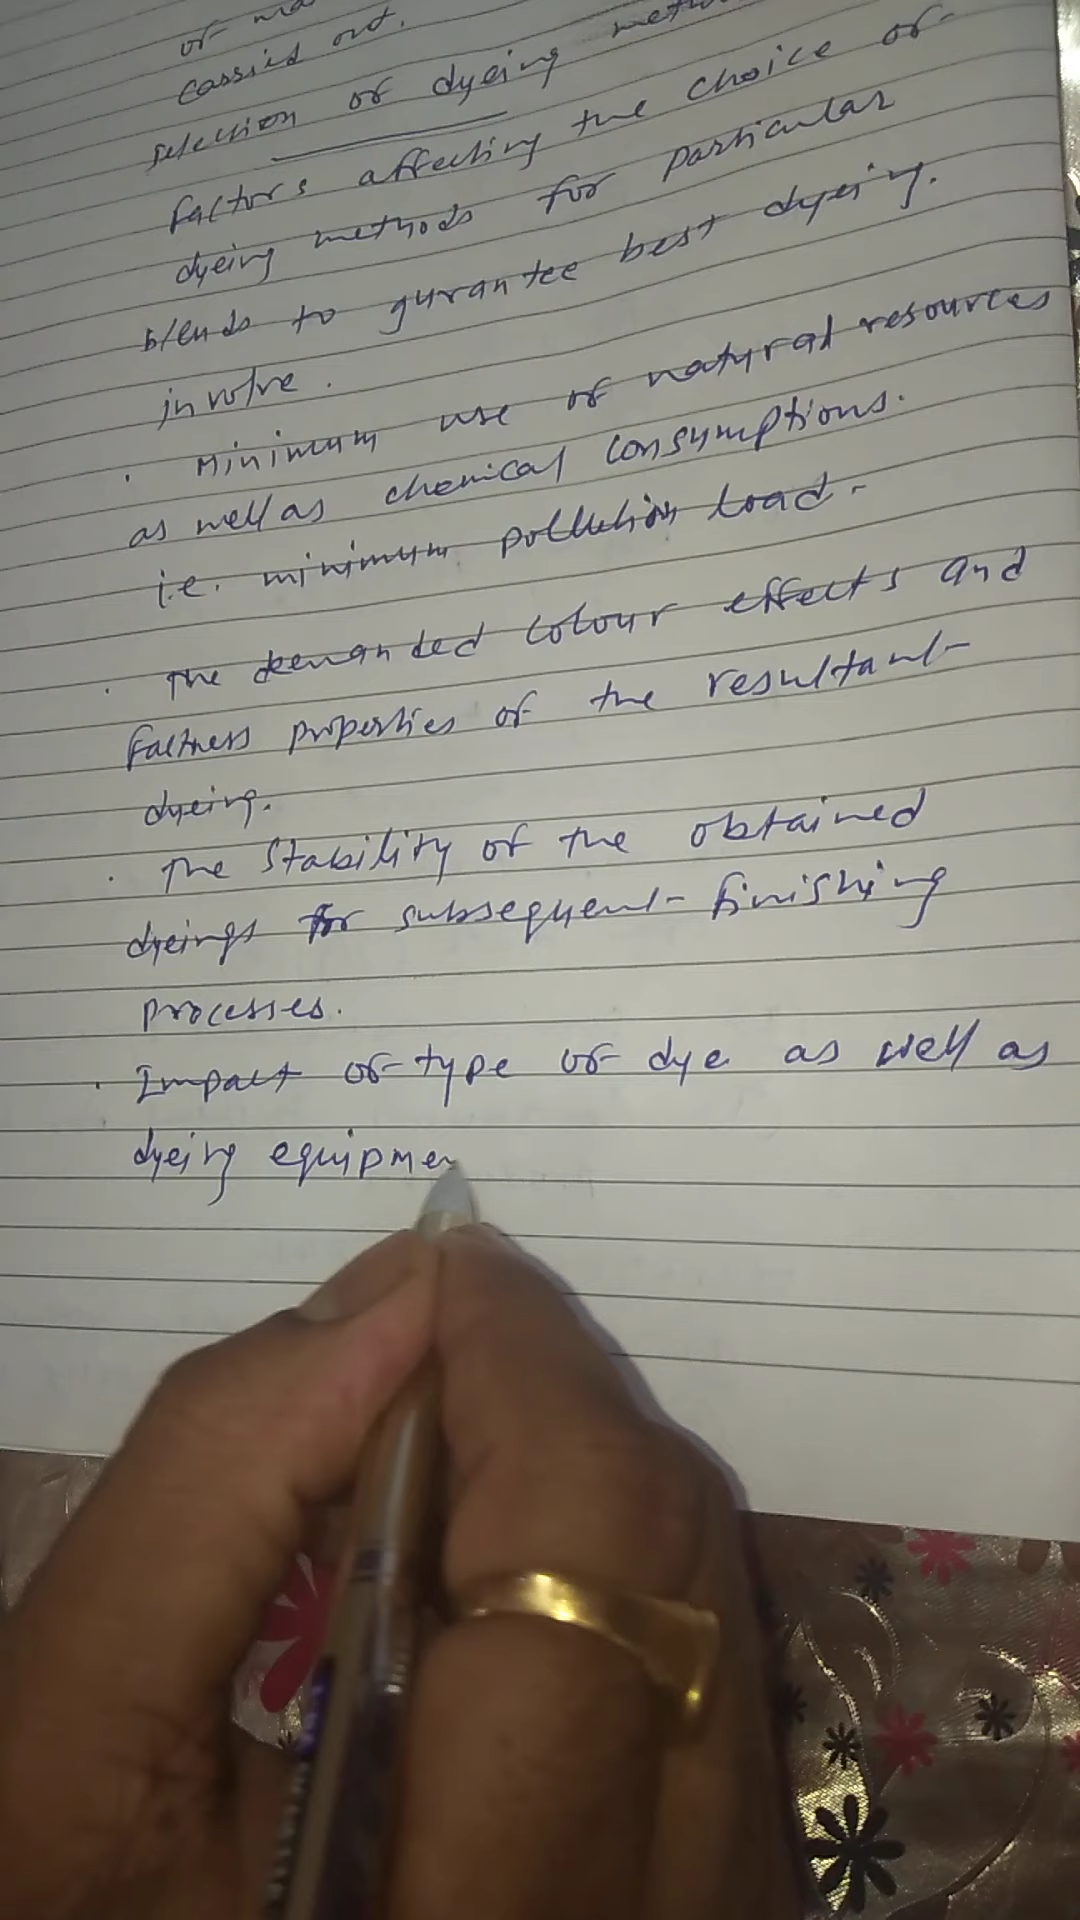 of
cassied out.
selection of dyeing
factors affecting the choice of
dyeing methods for particular
blends to gurantee best dyeing.
involve.
· Minimum use of natural resources
as well as chemical consumptions.
i.e. minimum pollution load.
· The demanded colour effects and
fastness properties of the resultant
dyeing.
· The stability of the obtained
dyeings for subsequent finishing
processes.
· Impact of type of dye as well as
dyeing equipmen